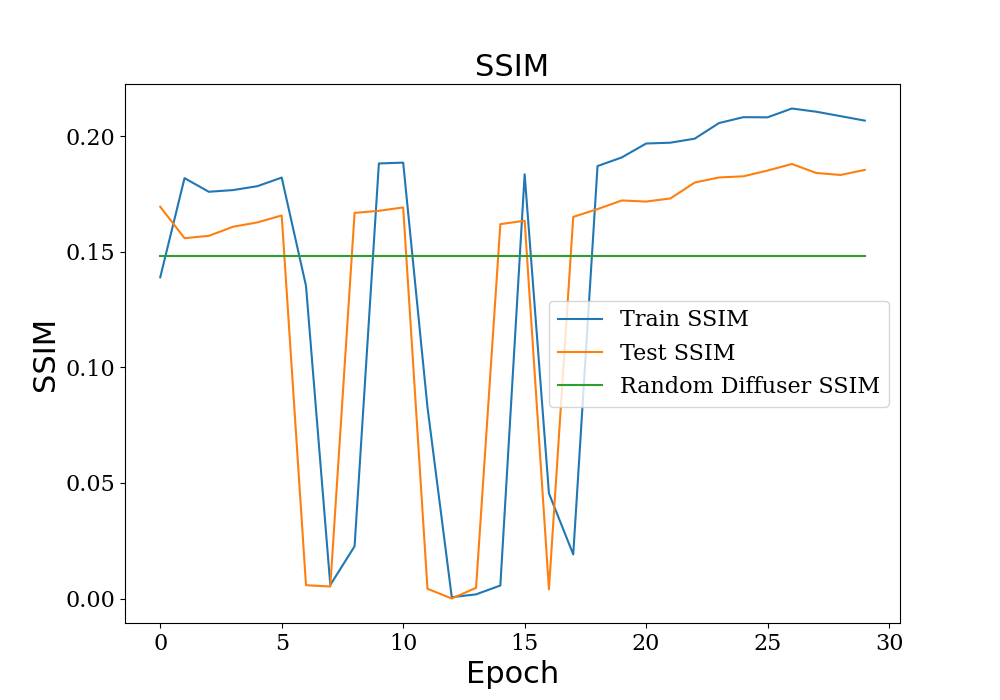 SSIM
0.20
0.15
0.10
0.05
0.00
SSIM
Train SSIM
Test SSIM
Random Diffuser SSIM
0 5 10 15 20 25 30
Epoch